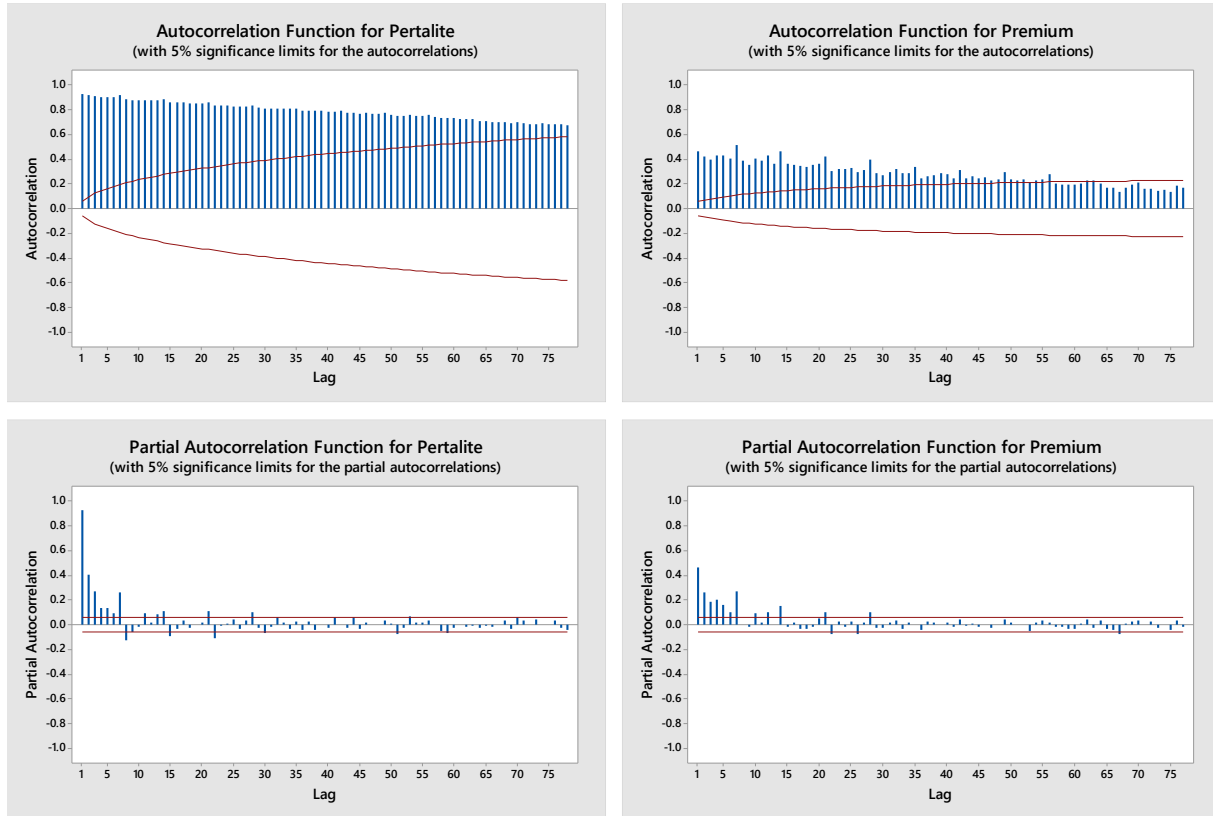 Autocorrelation Function for Pertalite
(with 5% significance limits for the autocorrelations)
1.0
0.8
0.6
0.4
0.2
0.0
-0.2
-0.4
-0.6
-0.8
-1.0
Autocorrelation
1 5 10 15 20 25 30 35 40 45 50 55 60 65 70 75
Lag
Autocorrelation Function for Premium
(with 5% significance limits for the autocorrelations)
1.0
0.8
0.6
0.4
0.2
0.0
-0.2
-0.4
-0.6
-0.8
-1.0
Autocorrelation
1 5 10 15 20 25 30 35 40 45 50 55 60 65 70 75
Lag
Partial Autocorrelation Function for Pertalite
(with 5% significance limits for the partial autocorrelations)
1.0
0.8
0.6
0.4
0.2
0.0
-0.2
-0.4
-0.6
-0.8
-1.0
Partial Autocorrelation
1 5 10 15 20 25 30 35 40 45 50 55 60 65 70 75
Lag
Partial Autocorrelation Function for Premium
(with 5% significance limits for the partial autocorrelations)
1.0
0.8
0.6
0.4
0.2
0.0
-0.2
-0.4
-0.6
-0.8
-1.0
Partial Autocorrelation
1 5 10 15 20 25 30 35 40 45 50 55 60 65 70 75
Lag